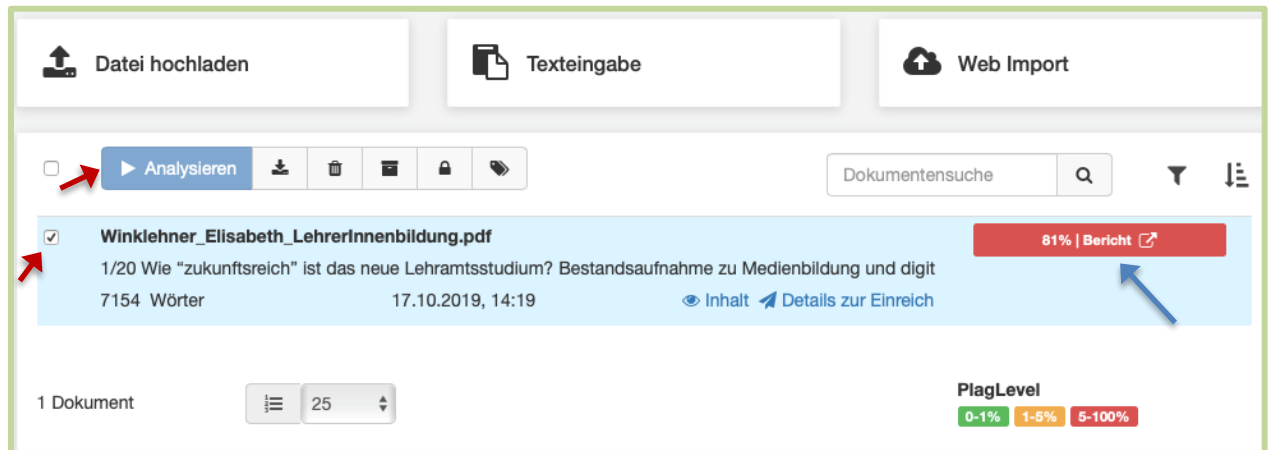 Datei hochladen
Texteingabe
Web Import
Analysieren
Dokumentensuche
Winklehner_Elisabeth_LehrerInnenbildung.pdf
81% | Bericht
1/20 Wie “zukunftsreich” ist das neue Lehramtsstudium? Bestandsaufnahme zu Medienbildung und digit
7154 Wörter
17.10.2019, 14:19
Inhalt
Details zur Einreich
1 Dokument
25
PlagLevel
0-1%
1-5%
5-100%